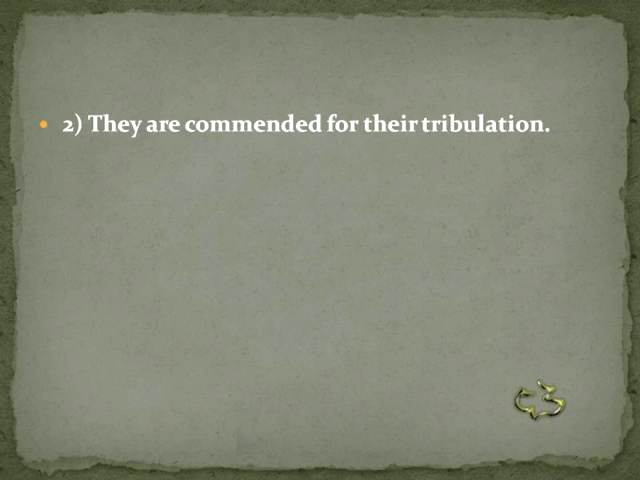 • 2) They are commended for their tribulation.